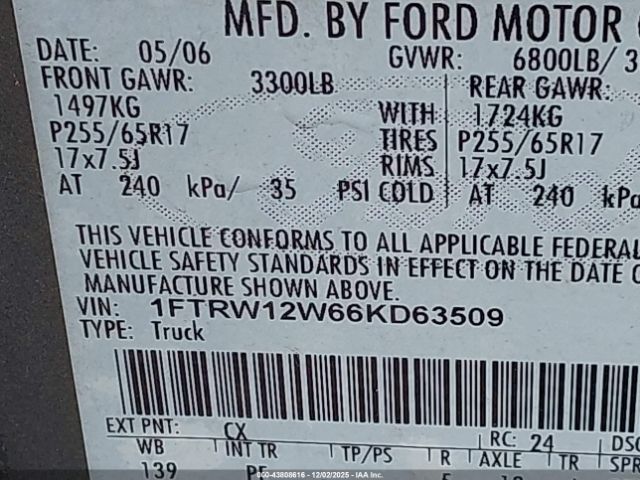 MFD. BY FORD MOTOR
DATE: 05/06 GVWR: 6800LB/ 3
FRONT GAWR: 3300LB REAR GAWR:
1497KG WITH 1724KG
P255/65R17 TIRES P255/65R17
17x7.5J RIMS 17x7.5J
AT 240 kPa/ 35 PSI COLD AT 240 kPa
THIS VEHICLE CONFORMS TO ALL APPLICABLE FEDERAL
VEHICLE SAFETY STANDARDS IN EFFECT ON THE DATE
MANUFACTURE SHOWN ABOVE.
VIN: 1FTRW12W66KD63509
TYPE: Truck
EXT PNT: CX RC: 24 DSO
WB INT TR TP/PS R AXLE TR SPR
139
000-43808616 - 12/02/2025 - IAA Inc.